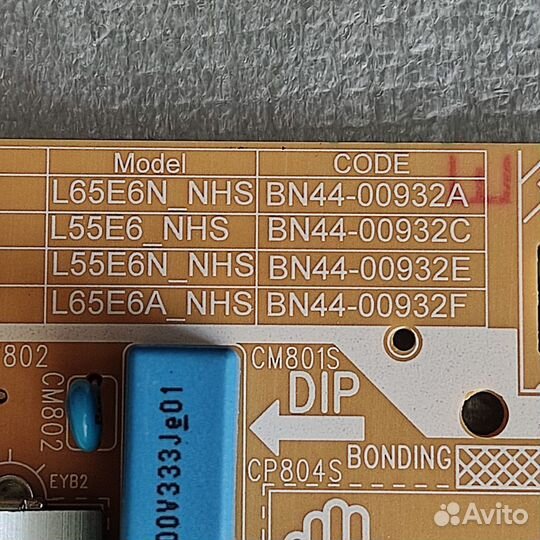 Model CODE
L65E6N_NHS BN44-00932A
L55E6_NHS BN44-00932C
L55E6N_NHS BN44-00932E
L65E6A_NHS BN44-00932F
802
CM801S
CM802
DIP
00V333Je01
BONDING
CP804S
EYB2
Avito